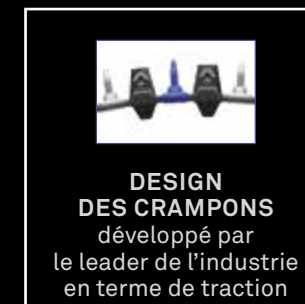 DESIGN
DES CRAMPONS
développé par
le leader de l’industrie
en terme de traction